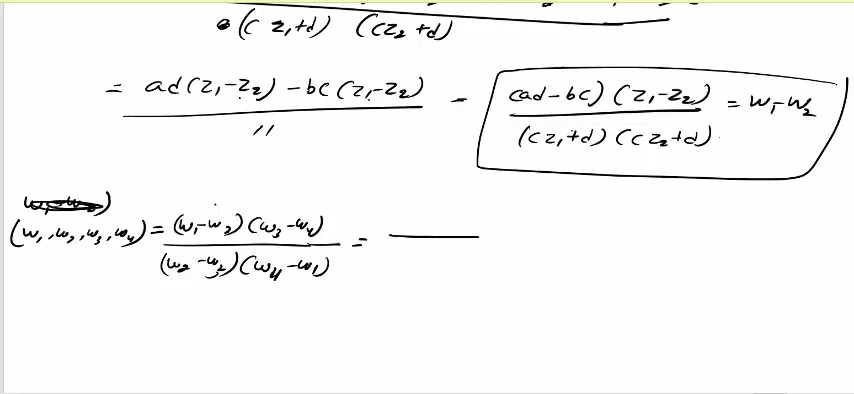 (cz₁+d) (cz₂+d)
= ad(z₁-z₂) - bc(z₁-z₂) / 〃 = (ad-bc)(z₁-z₂) / (cz₁+d)(cz₂+d) = w₁-w₂
(w₁,w₂,w₃,w₄) = (w₁-w₂)(w₃-w₄) / (w₂-w₃)(w₄-w₁) =